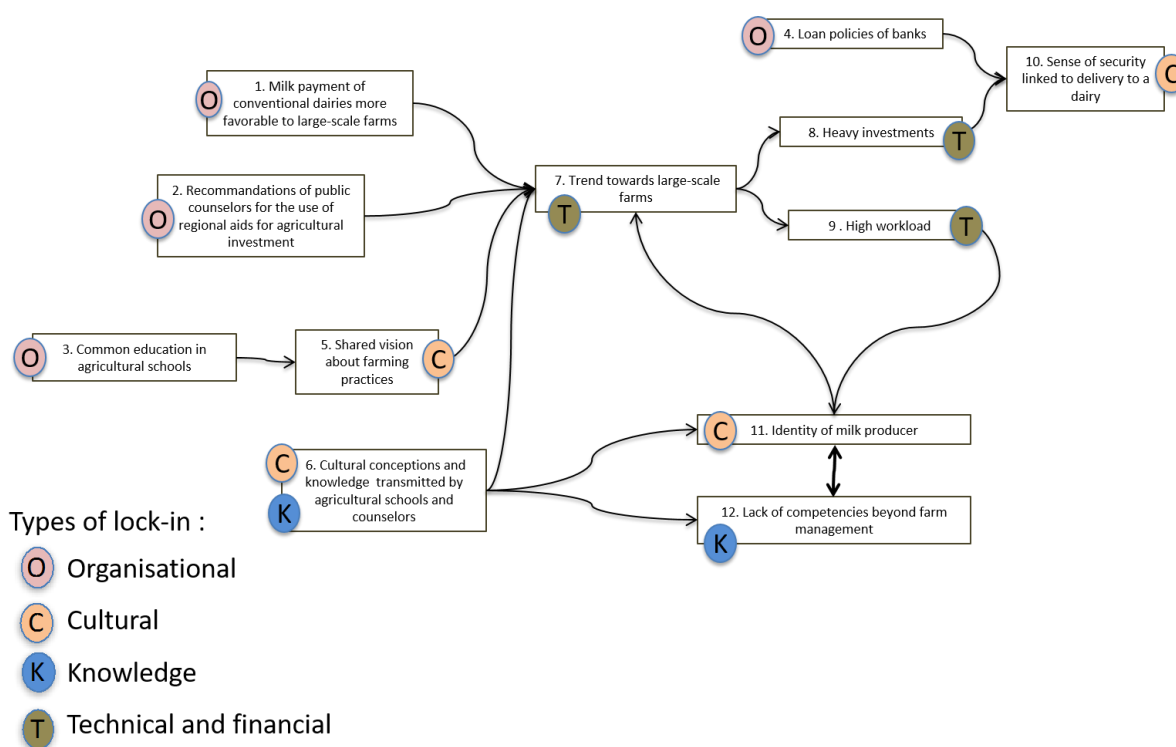 O
4. Loan policies of banks
10. Sense of security
linked to delivery to a
dairy
C
O
1. Milk payment of
conventional dairies more
favorable to large-scale farms
8. Heavy investments
T
O
2. Recommandations of public
counselors for the use of
regional aids for agricultural
investment
7. Trend towards large-scale
farms
T
9 . High workload
T
O
3. Common education in
agricultural schools
5. Shared vision
about farming
practices
C
C
K
6. Cultural conceptions and
knowledge transmitted by
agricultural schools and
counselors
C
11. Identity of milk producer
12. Lack of competencies beyond farm
management
K
Types of lock-in :
O Organisational
C Cultural
K Knowledge
T Technical and financial